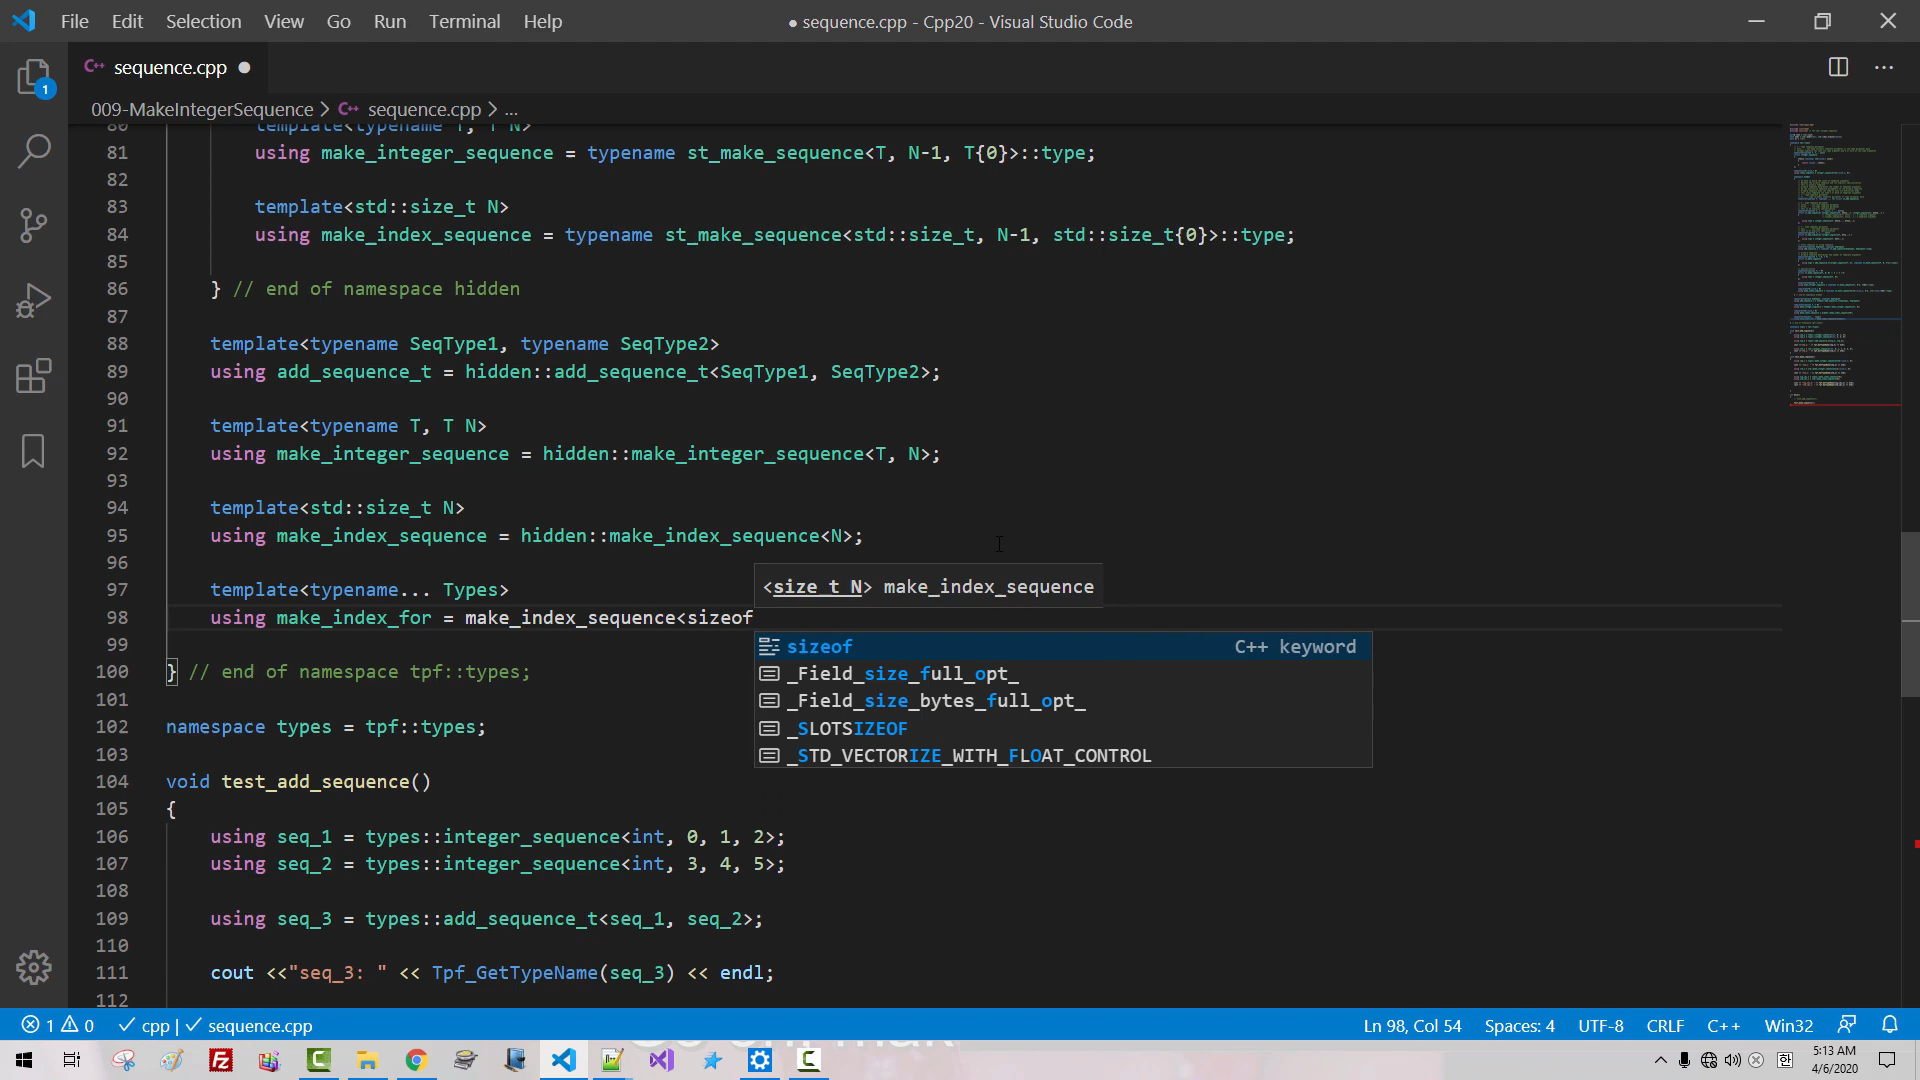 File Edit Selection View Go Run Terminal Help
● sequence.cpp - Cpp20 - Visual Studio Code
sequence.cpp ●
1
009-MakeIntegerSequence > sequence.cpp > ...
80 template<typename T, T N>
81 using make_integer_sequence = typename st_make_sequence<T, N-1, T{0}>::type;
82
83 template<std::size_t N>
84 using make_index_sequence = typename st_make_sequence<std::size_t, N-1, std::size_t{0}>::type;
85
86 } // end of namespace hidden
87
88 template<typename SeqType1, typename SeqType2>
89 using add_sequence_t = hidden::add_sequence_t<SeqType1, SeqType2>;
90
91 template<typename T, T N>
92 using make_integer_sequence = hidden::make_integer_sequence<T, N>;
93
94 template<std::size_t N>
95 using make_index_sequence = hidden::make_index_sequence<N>;
96
97 template<typename... Types>
<size_t N> make_index_sequence
98 using make_index_for = make_index_sequence<sizeof
99
sizeof C++ keyword
_Field_size_full_opt_
_Field_size_bytes_full_opt_
_SLOTSIZEOF
_STD_VECTORIZE_WITH_FLOAT_CONTROL
100 } // end of namespace tpf::types;
101
102 namespace types = tpf::types;
103
104 void test_add_sequence()
105 {
106 using seq_1 = types::integer_sequence<int, 0, 1, 2>;
107 using seq_2 = types::integer_sequence<int, 3, 4, 5>;
108
109 using seq_3 = types::add_sequence_t<seq_1, seq_2>;
110
111 cout <<"seq_3: " << Tpf_GetTypeName(seq_3) << endl;
112
1 0 cpp | sequence.cpp
Ln 98, Col 54 Spaces: 4 UTF-8 CRLF C++ Win32
한
5:13 AM
4/6/2020